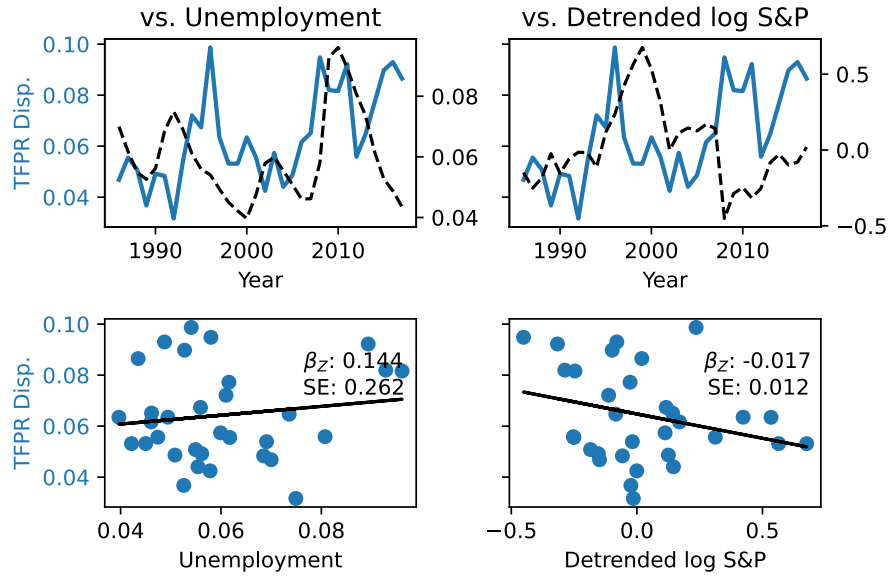 vs. Unemployment
vs. Detrended log S&P
TFPR Disp.
0.10
0.08
0.06
0.04
0.08
0.06
0.04
1990
2000
2010
Year
0.5
0.0
−0.5
1990
2000
2010
Year
TFPR Disp.
0.10
0.08
0.06
0.04
βZ: 0.144
SE: 0.262
0.04
0.06
0.08
Unemployment
βZ: -0.017
SE: 0.012
−0.5
0.0
0.5
Detrended log S&P